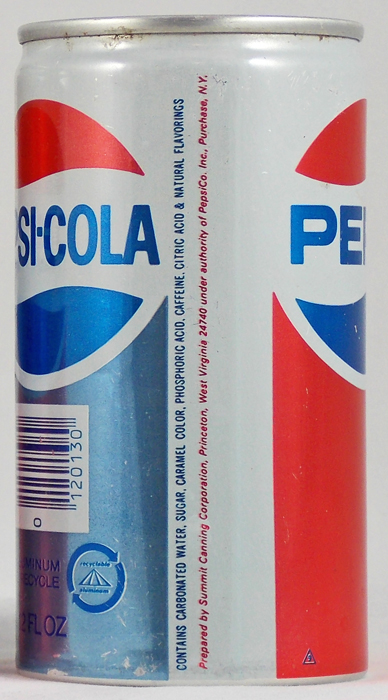 SI-COLA
PE
CONTAINS CARBONATED WATER, SUGAR, CARAMEL COLOR, PHOSPHORIC ACID, CAFFEINE, CITRIC ACID & NATURAL FLAVORINGS
Prepared by Summit Canning Corporation, Princeton, West Virginia 24740 under authority of PepsiCo. Inc., Purchase, N.Y.
120130
0
MINUM
ECYCLE
recyclable
aluminum
2 FL OZ